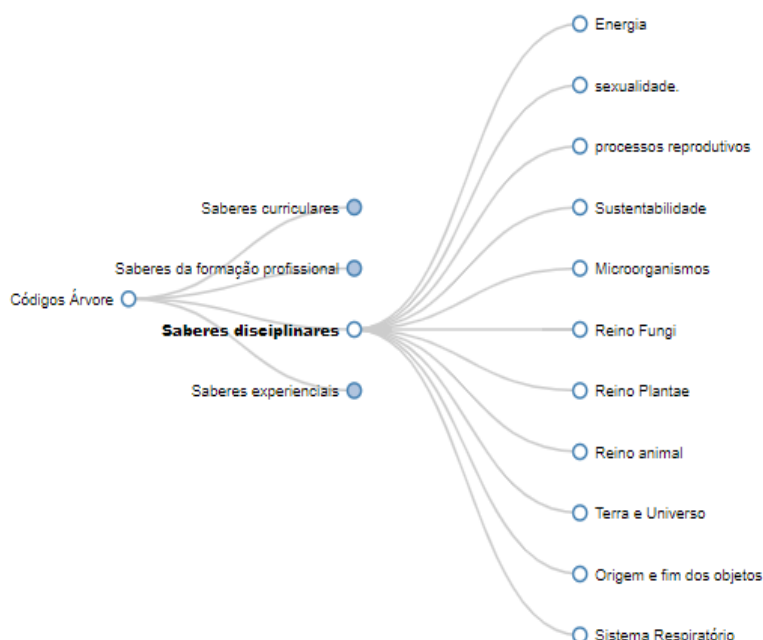 Códigos Árvore
Saberes curriculares
Saberes da formação profissional
Saberes disciplinares
Saberes experienciais
Energia
sexualidade.
processos reprodutivos
Sustentabilidade
Microorganismos
Reino Fungi
Reino Plantae
Reino animal
Terra e Universo
Origem e fim dos objetos
Sistema Respiratório